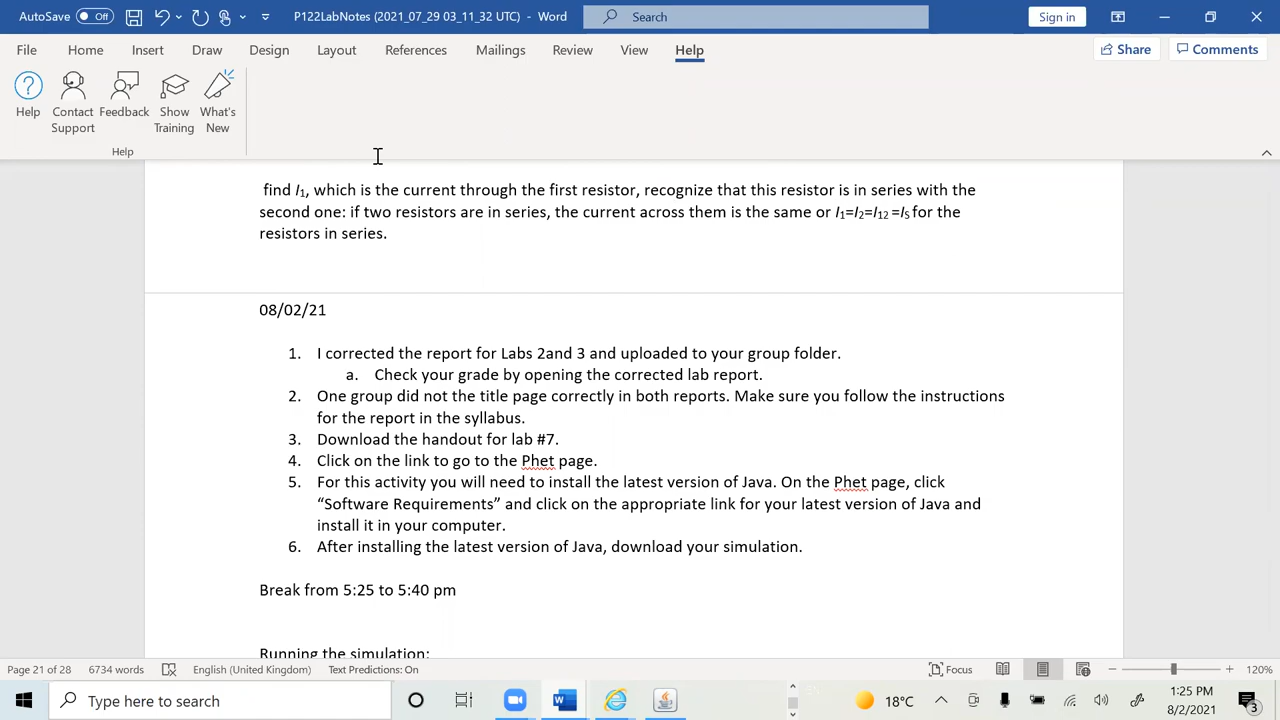 AutoSave Off P122LabNotes (2021_07_29 03_11_32 UTC) - Word Search Sign in
File Home Insert Draw Design Layout References Mailings Review View Help Share Comments
Help Contact Support Feedback Show Training What's New
Help
find I₁, which is the current through the first resistor, recognize that this resistor is in series with the
second one: if two resistors are in series, the current across them is the same or I₁=I₂=I₁₂ =I₅ for the
resistors in series.
08/02/21
1. I corrected the report for Labs 2and 3 and uploaded to your group folder.
a. Check your grade by opening the corrected lab report.
2. One group did not the title page correctly in both reports. Make sure you follow the instructions
for the report in the syllabus.
3. Download the handout for lab #7.
4. Click on the link to go to the Phet page.
5. For this activity you will need to install the latest version of Java. On the Phet page, click
“Software Requirements” and click on the appropriate link for your latest version of Java and
install it in your computer.
6. After installing the latest version of Java, download your simulation.
Break from 5:25 to 5:40 pm
Running the simulation:
Page 21 of 28 6734 words English (United Kingdom) Text Predictions: On Focus 120%
Type here to search 18°C 1:25 PM
8/2/2021 3